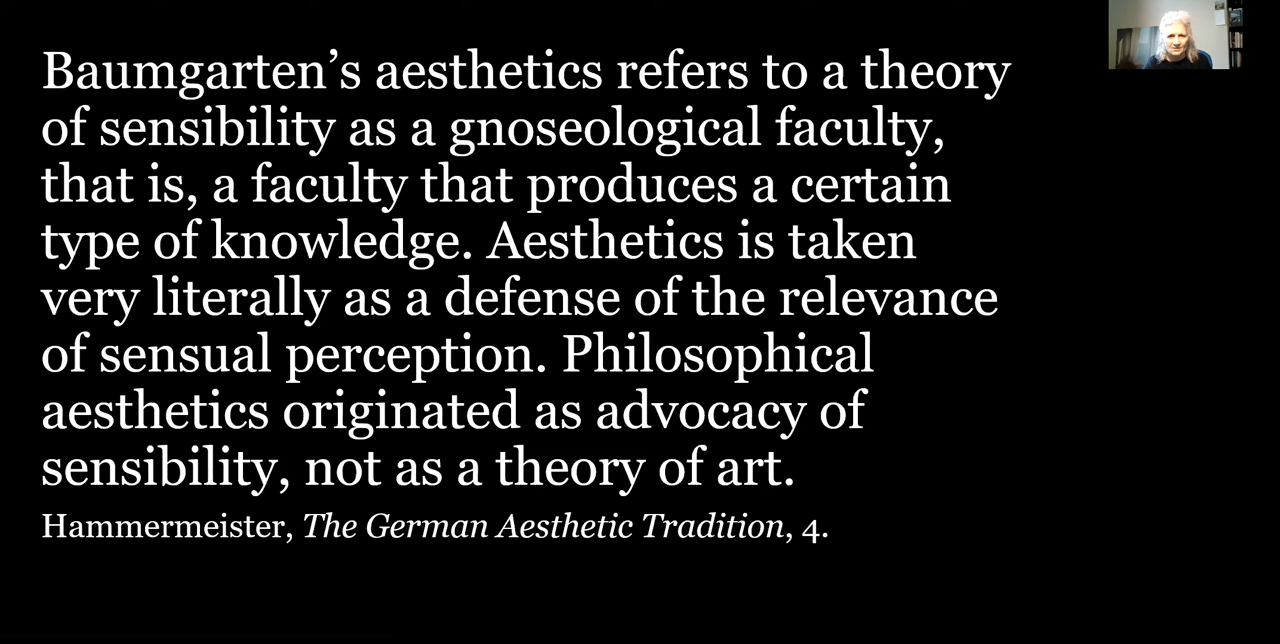 Baumgarten’s aesthetics refers to a theory
of sensibility as a gnoseological faculty,
that is, a faculty that produces a certain
type of knowledge. Aesthetics is taken
very literally as a defense of the relevance
of sensual perception. Philosophical
aesthetics originated as advocacy of
sensibility, not as a theory of art.
Hammermeister, The German Aesthetic Tradition, 4.